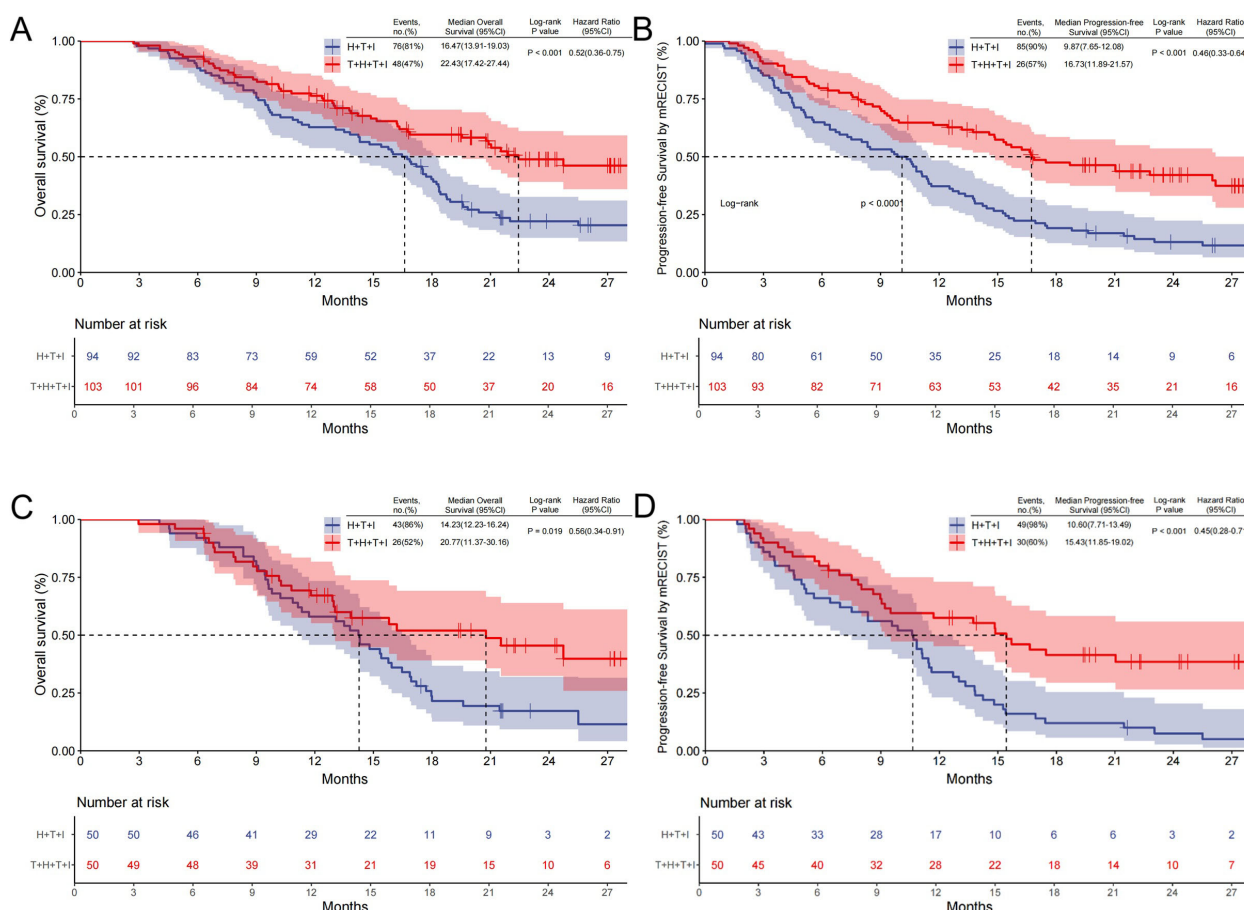 A
Events, no.(%) Median Overall Survival (95%CI) Log-rank P value Hazard Ratio (95%CI)
H+T+I 76(81%) 16.47(13.91-19.03) P < 0.001 0.52(0.36-0.75)
T+H+T+I 48(47%) 22.43(17.42-27.44)
Overall survival (%)
1.00
0.75
0.50
0.25
0.00
0 3 6 9 12 15 18 21 24 27
Months
Number at risk
H+T+I 94 92 83 73 59 52 37 22 13 9
T+H+T+I 103 101 96 84 74 58 50 37 20 16
0 3 6 9 12 15 18 21 24 27
Months
B
Events, no.(%) Median Progression-free Survival (95%CI) Log-rank P value Hazard Ratio (95%CI)
H+T+I 85(90%) 9.87(7.65-12.08) P < 0.001 0.46(0.33-0.64
T+H+T+I 26(57%) 16.73(11.89-21.57)
Progression-free Survival by mRECIST (%)
1.00
0.75
0.50
0.25
0.00
Log-rank p < 0.0001
0 3 6 9 12 15 18 21 24 27
Months
Number at risk
H+T+I 94 80 61 50 35 25 18 14 9 6
T+H+T+I 103 93 82 71 63 53 42 35 21 16
0 3 6 9 12 15 18 21 24 27
Months
C
Events, no.(%) Median Overall Survival (95%CI) Log-rank P value Hazard Ratio (95%CI)
H+T+I 43(86%) 14.23(12.23-16.24) P = 0.019 0.56(0.34-0.91)
T+H+T+I 26(52%) 20.77(11.37-30.16)
Overall survival (%)
1.00
0.75
0.50
0.25
0.00
0 3 6 9 12 15 18 21 24 27
Months
Number at risk
H+T+I 50 50 46 41 29 22 11 9 3 2
T+H+T+I 50 49 48 39 31 21 19 15 10 6
0 3 6 9 12 15 18 21 24 27
Months
D
Events, no.(%) Median Progression-free Survival (95%CI) Log-rank P value Hazard Ratio (95%CI)
H+T+I 49(98%) 10.60(7.71-13.49) P < 0.001 0.45(0.28-0.71
T+H+T+I 30(60%) 15.43(11.85-19.02)
Progression-free Survival by mRECIST (%)
1.00
0.75
0.50
0.25
0.00
0 3 6 9 12 15 18 21 24 27
Months
Number at risk
H+T+I 50 43 33 28 17 10 6 6 3 2
T+H+T+I 50 45 40 32 28 22 18 14 10 7
0 3 6 9 12 15 18 21 24 27
Months